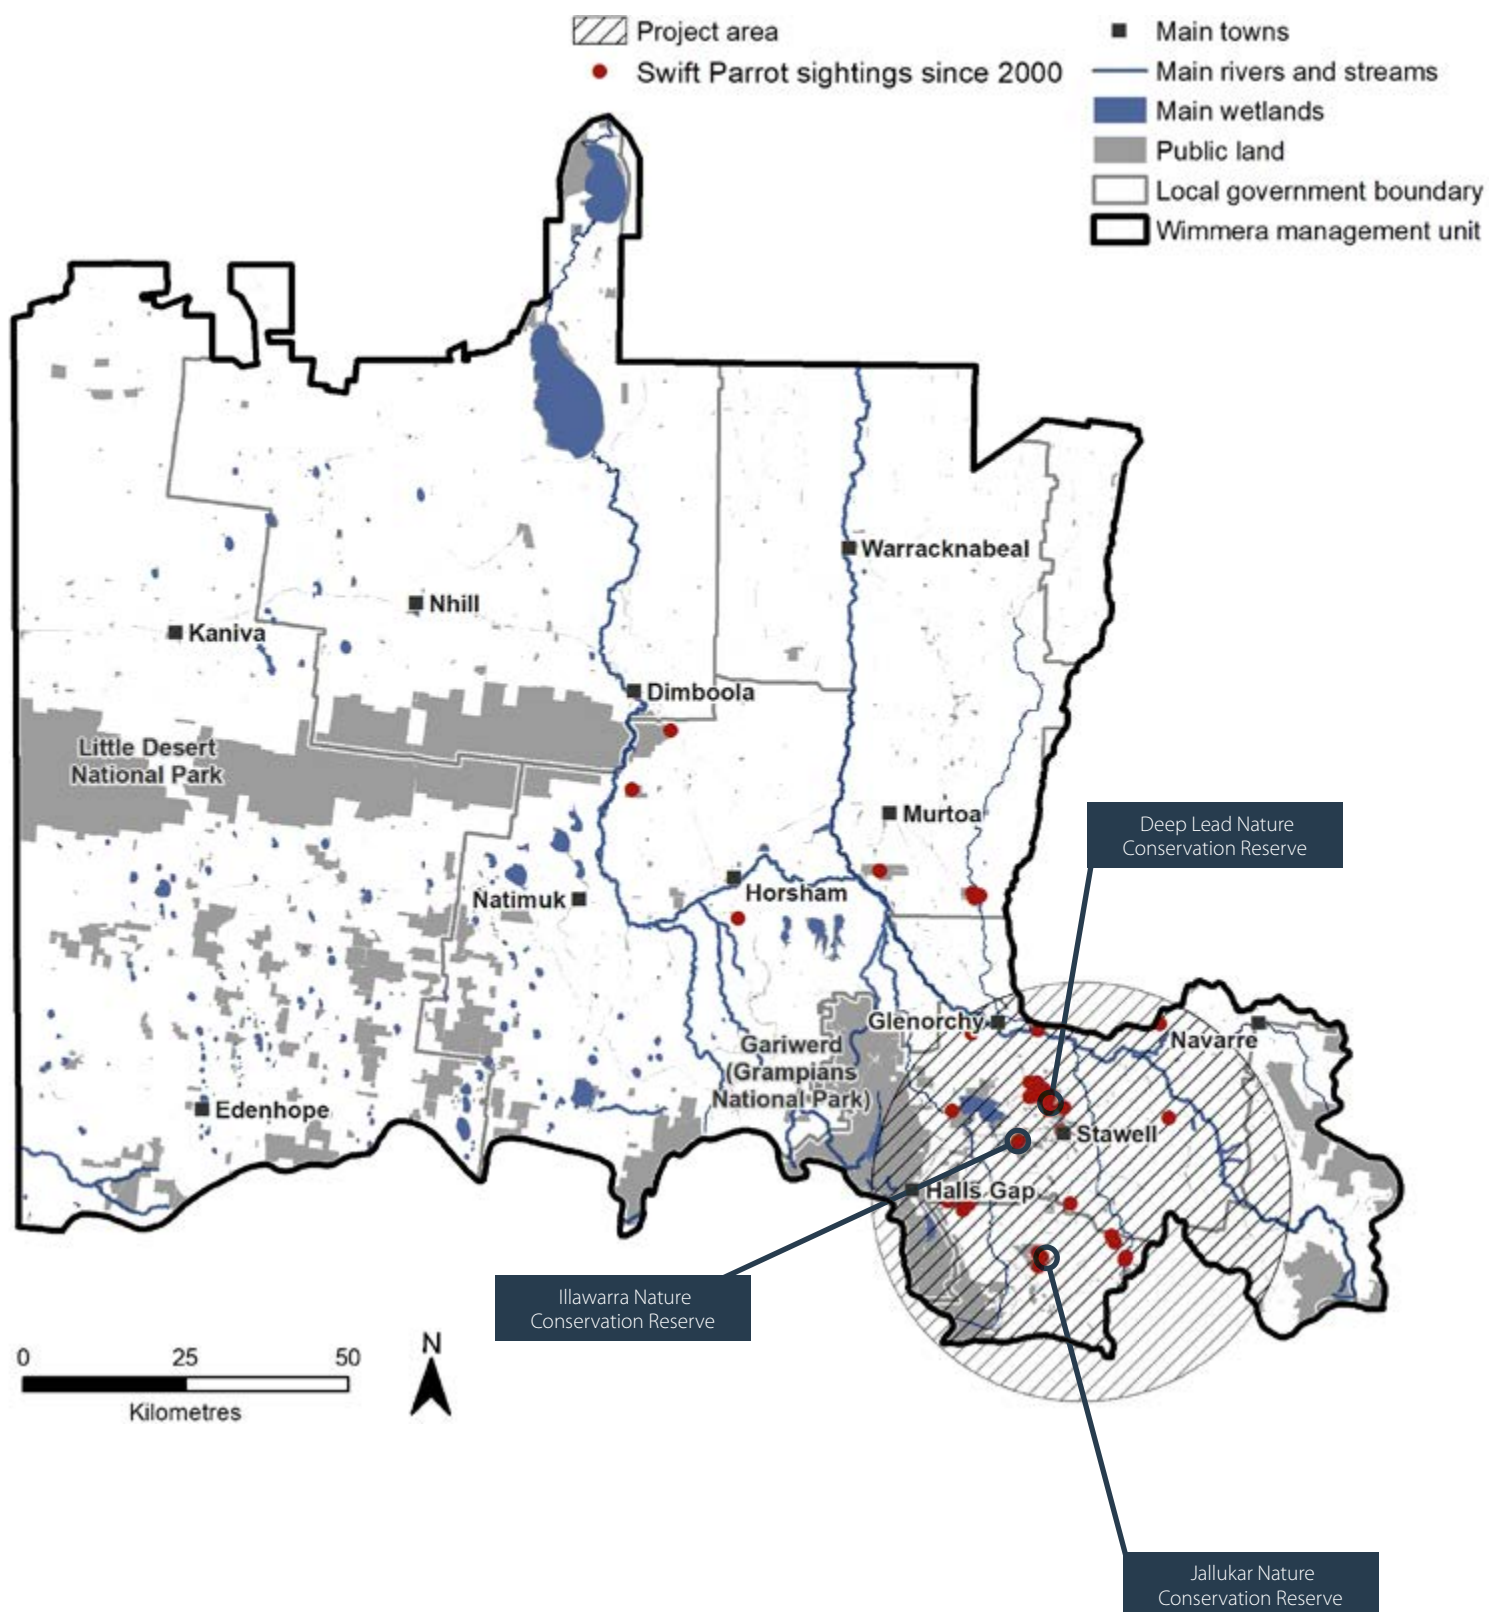 Project area
Swift Parrot sightings since 2000
Main towns
Main rivers and streams
Main wetlands
Public land
Local government boundary
Wimmera management unit
Warracknabeal
Nhill
Kaniva
Dimboola
Little Desert
National Park
Murtoa
Deep Lead Nature
Conservation Reserve
Natimuk
Horsham
Glenorchy
Navarre
Gariwerd
(Grampians
National Park)
Edenhope
Stawell
Halls Gap
Illawarra Nature
Conservation Reserve
N
0 25 50
Kilometres
Jallukar Nature
Conservation Reserve